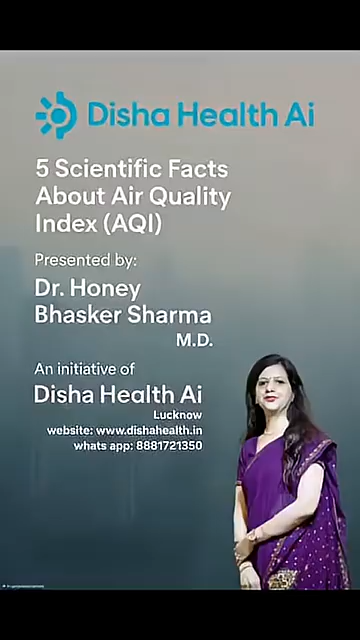 Disha Health Ai
5 Scientific Facts
About Air Quality
Index (AQI)
Presented by:
Dr. Honey
Bhasker Sharma
M.D.
An initiative of
Disha Health Ai
Lucknow
website: www.dishahealth.in
whats app: 8881721350